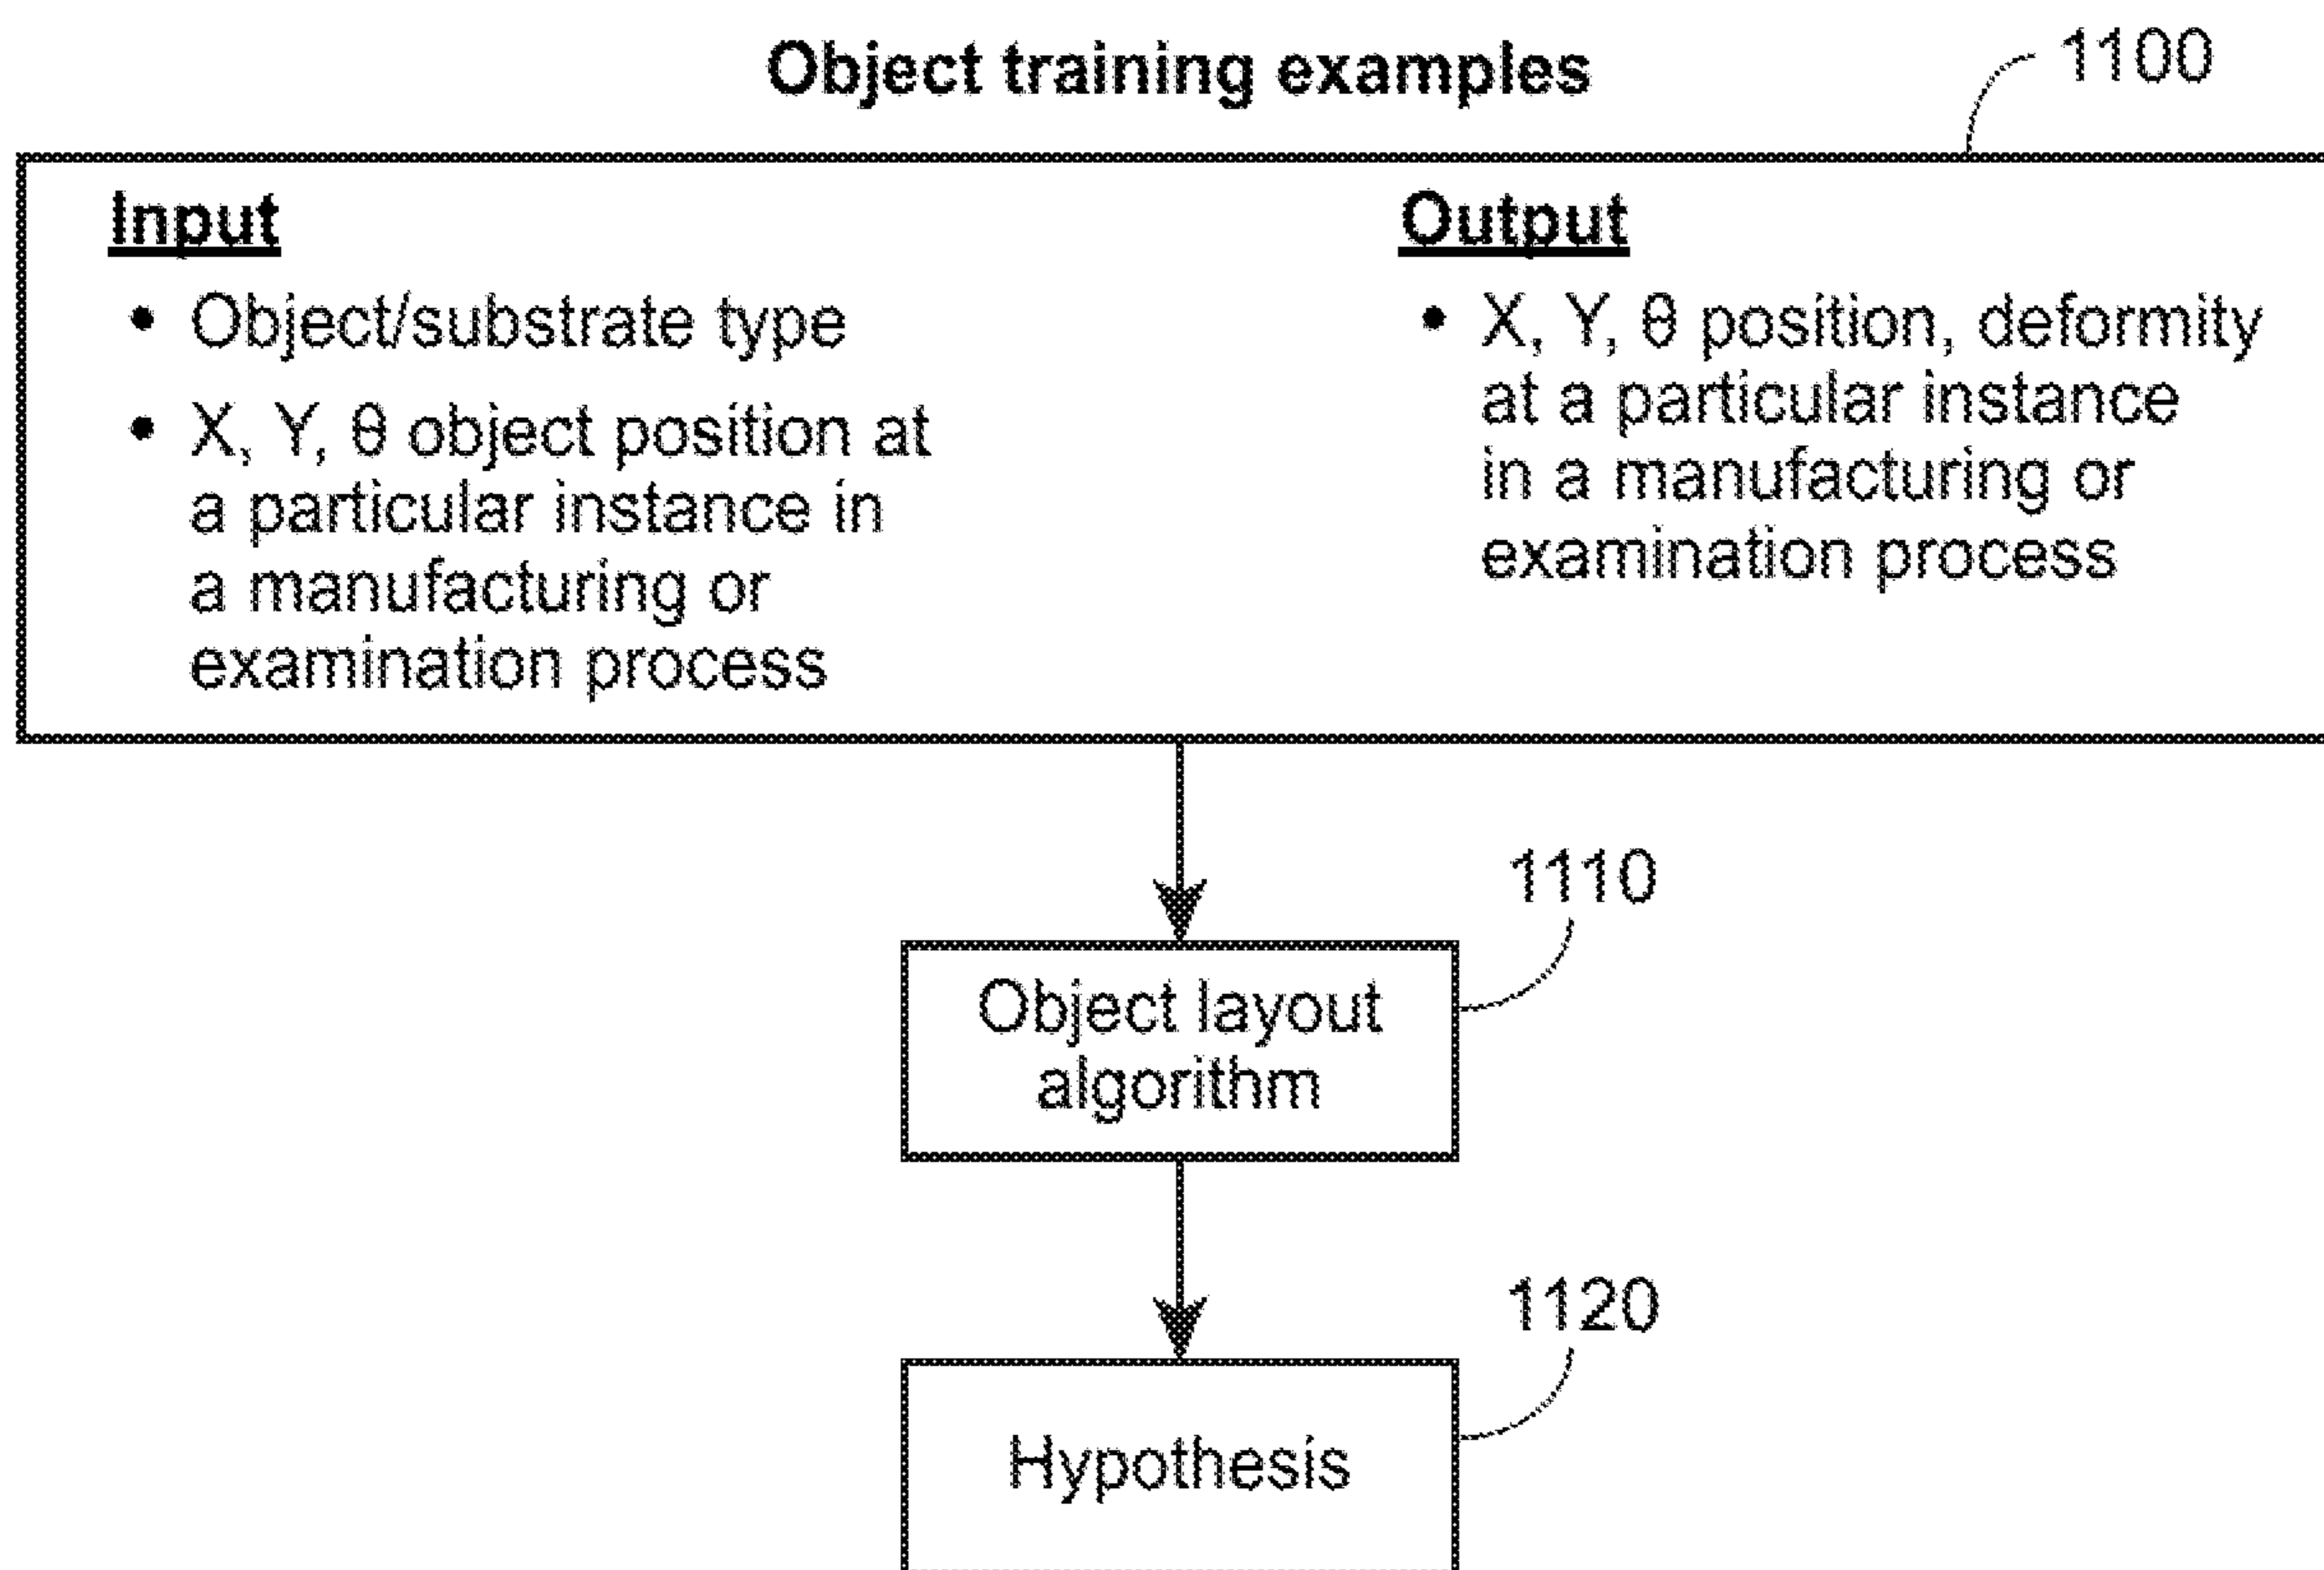 Object training examples
1100
Input
• Object/substrate type
• X, Y, θ object position at
a particular instance in
a manufacturing or
examination process
Output
• X, Y, θ position, deformity
at a particular instance
in a manufacturing or
examination process
1110
Object layout
algorithm
1120
Hypothesis